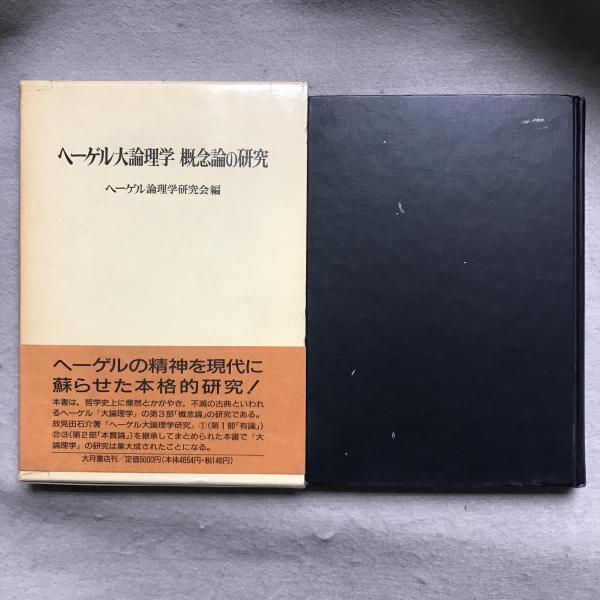 ヘーゲル大論理学 概念論の研究
ヘーゲル論理学研究会編
ヘーゲルの精神を現代に
蘇らせた本格的研究!
本書は、哲学史上に燦然とかがやき、不滅の古典といわ
れるヘーゲル『大論理学』の第3部「概念論」の研究である。
故見田石介著『ヘーゲル大論理学研究』①(第1部「有論」)
②③(第2部「本質論」)を継承してまとめられた本書で『大
論理学』の研究は集大成されたことになる。
大月書店刊/定価5000円(本体4854円・税146円)